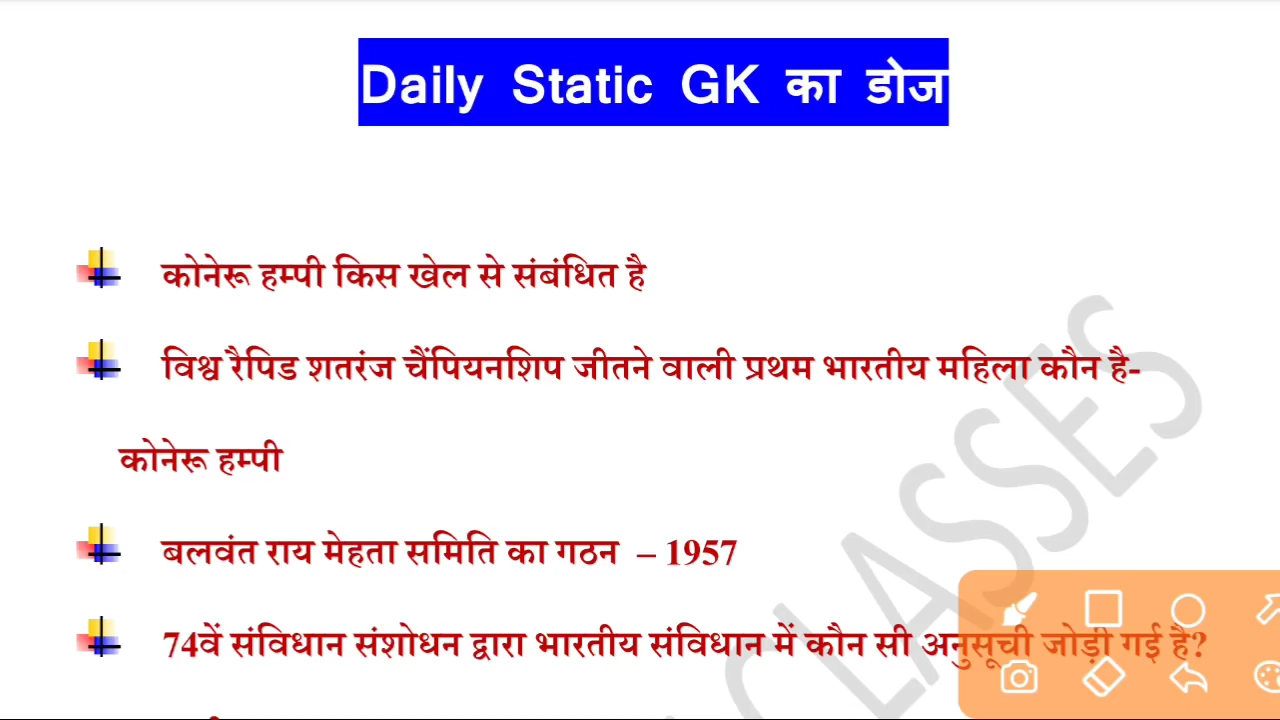 Daily Static GK का डोज
कोनेरू हम्पी किस खेल से संबंधित है
विश्व रैपिड शतरंज चैंपियनशिप जीतने वाली प्रथम भारतीय महिला कौन है-
कोनेरू हम्पी
बलवंत राय मेहता समिति का गठन – 1957
74वें संविधान संशोधन द्वारा भारतीय संविधान में कौन सी अनुसूची जोड़ी गई है?
CLASSES